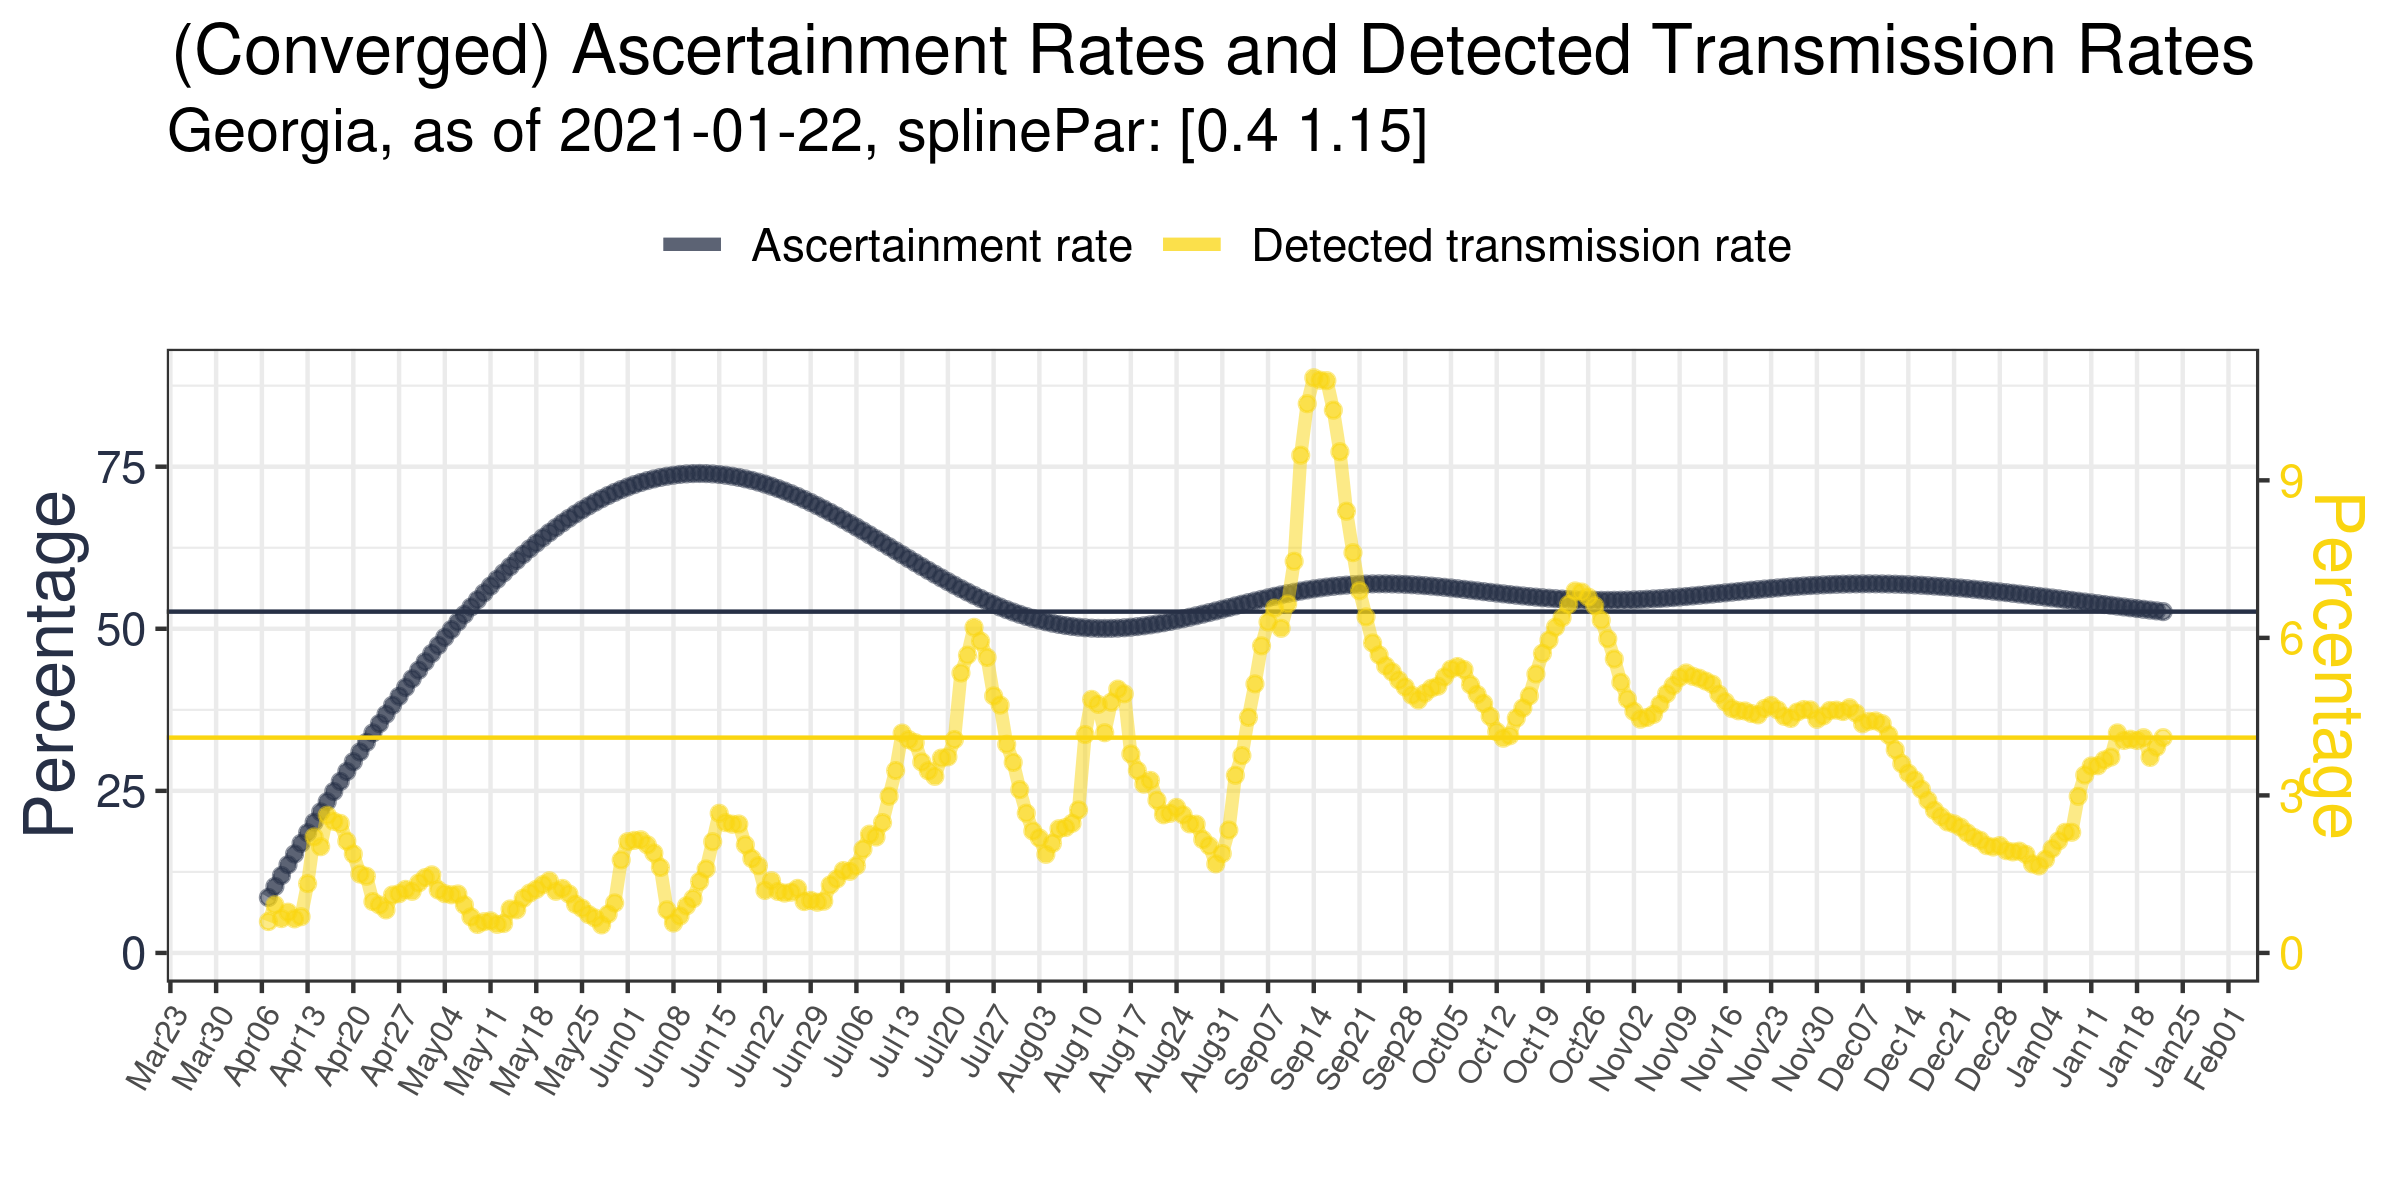 (Converged) Ascertainment Rates and Detected Transmission Rates
Georgia, as of 2021-01-22, splinePar: [0.4 1.15]
Ascertainment rate Detected transmission rate
Percentage
75
50
25
0
9
6
3
0
Percentage
Mar23 Mar30 Apr06 Apr13 Apr20 Apr27 May04 May11 May18 May25 Jun01 Jun08 Jun15 Jun22 Jun29 Jul06 Jul13 Jul20 Jul27 Aug03 Aug10 Aug17 Aug24 Aug31 Sep07 Sep14 Sep21 Sep28 Oct05 Oct12 Oct19 Oct26 Nov02 Nov09 Nov16 Nov23 Nov30 Dec07 Dec14 Dec21 Dec28 Jan04 Jan11 Jan18 Jan25 Feb01